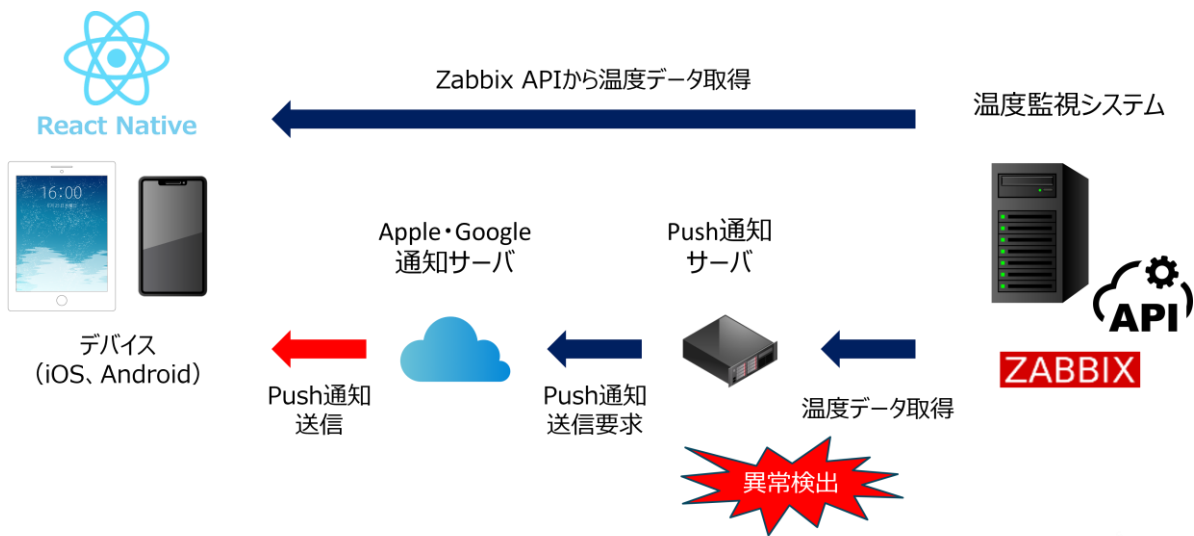 React Native
Zabbix APIから温度データ取得
温度監視システム
16:00
Apple・Google
通知サーバ
Push通知
サーバ
API
ZABBIX
デバイス
（iOS、Android）
Push通知
送信
Push通知
送信要求
温度データ取得
異常検出